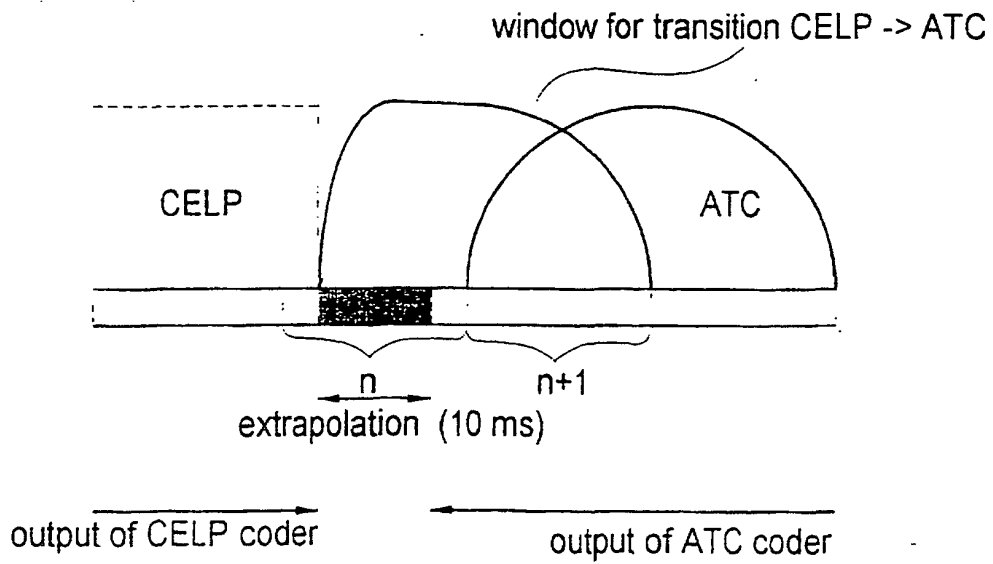 window for transition CELP -> ATC
CELP
ATC
n
n+1
extrapolation (10 ms)
output of CELP coder
output of ATC coder